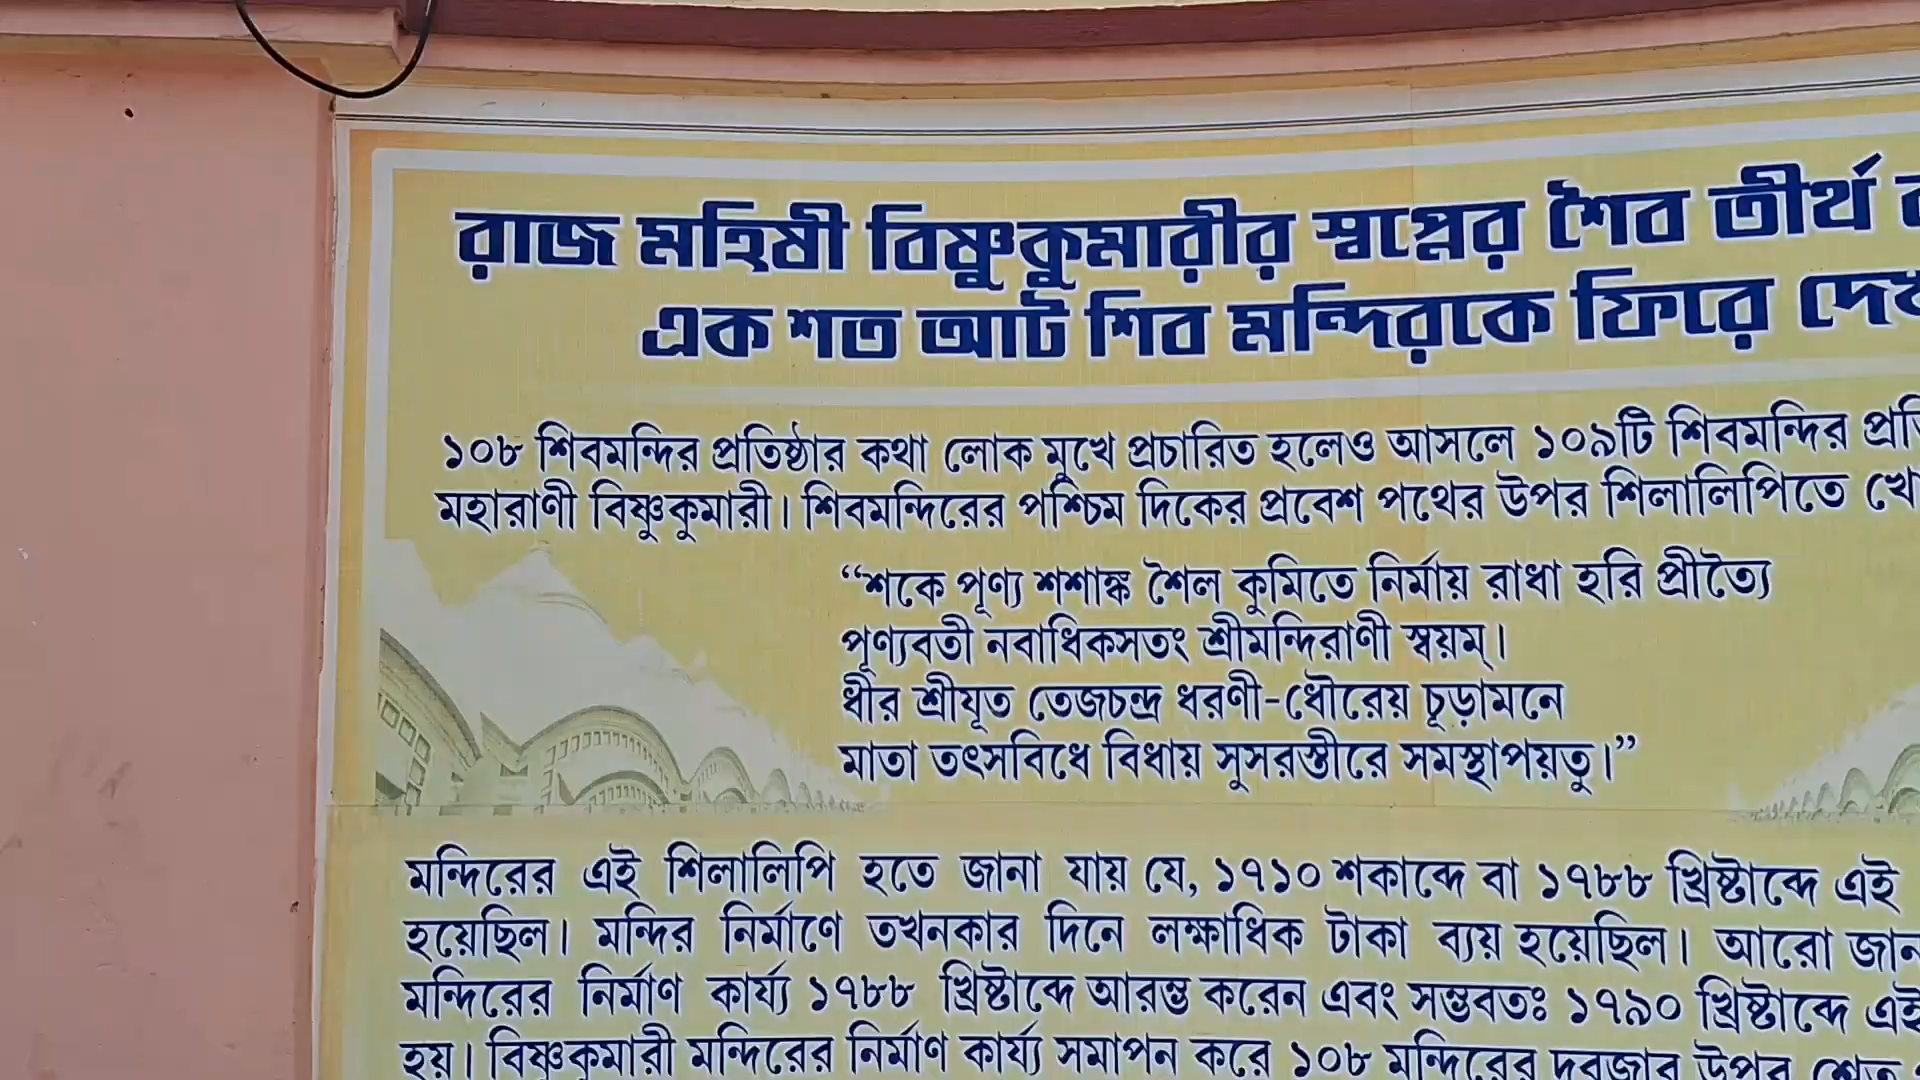 রাজ মহিষী বিষ্ণুকুমারীর স্বপ্নের শৈব তীর্থ
এক শত আট শিব মন্দিরকে ফিরে
১০৮ শিবমন্দির প্রতিষ্ঠার কথা লোক মুখে প্রচারিত হলেও আসলে ১০৯টি শিবমন্দির
মহারাণী বিষ্ণুকুমারী। শিবমন্দিরের পশ্চিম দিকের প্রবেশ পথের উপর শিলালিপিতে
“শকে পূণ্য শশাঙ্ক শৈল কুমিতে নির্মায় রাধা হরি প্রীত্যৈ
পূণ্যবতী নবাধিকসতং শ্রীমন্দিরাণী স্বয়ম্।
ধীর শ্রীযূত তেজচন্দ্র ধরণী-ধৌরেয় চূড়ামনে
মাতা তৎসবিধে বিধায় সুসরস্তীরে সমস্থাপয়তু।”
মন্দিরের এই শিলালিপি হতে জানা যায় যে, ১৭১০ শকাব্দে বা ১৭৮৮ খ্রিষ্টাব্দে এই
হয়েছিল। মন্দির নির্মাণে তখনকার দিনে লক্ষাধিক টাকা ব্যয় হয়েছিল। আরো
মন্দিরের নির্মাণ কার্য্য ১৭৮৮ খ্রিষ্টাব্দে আরম্ভ করেন এবং সম্ভবতঃ ১৭৯০ খ্রিষ্টাব্দে এই
হয়। বিষ্ণুকুমারী মন্দিরের নির্মাণ কার্য্য সমাপন করে ১০৮ মন্দিরের দরজার উপর শ্বেত